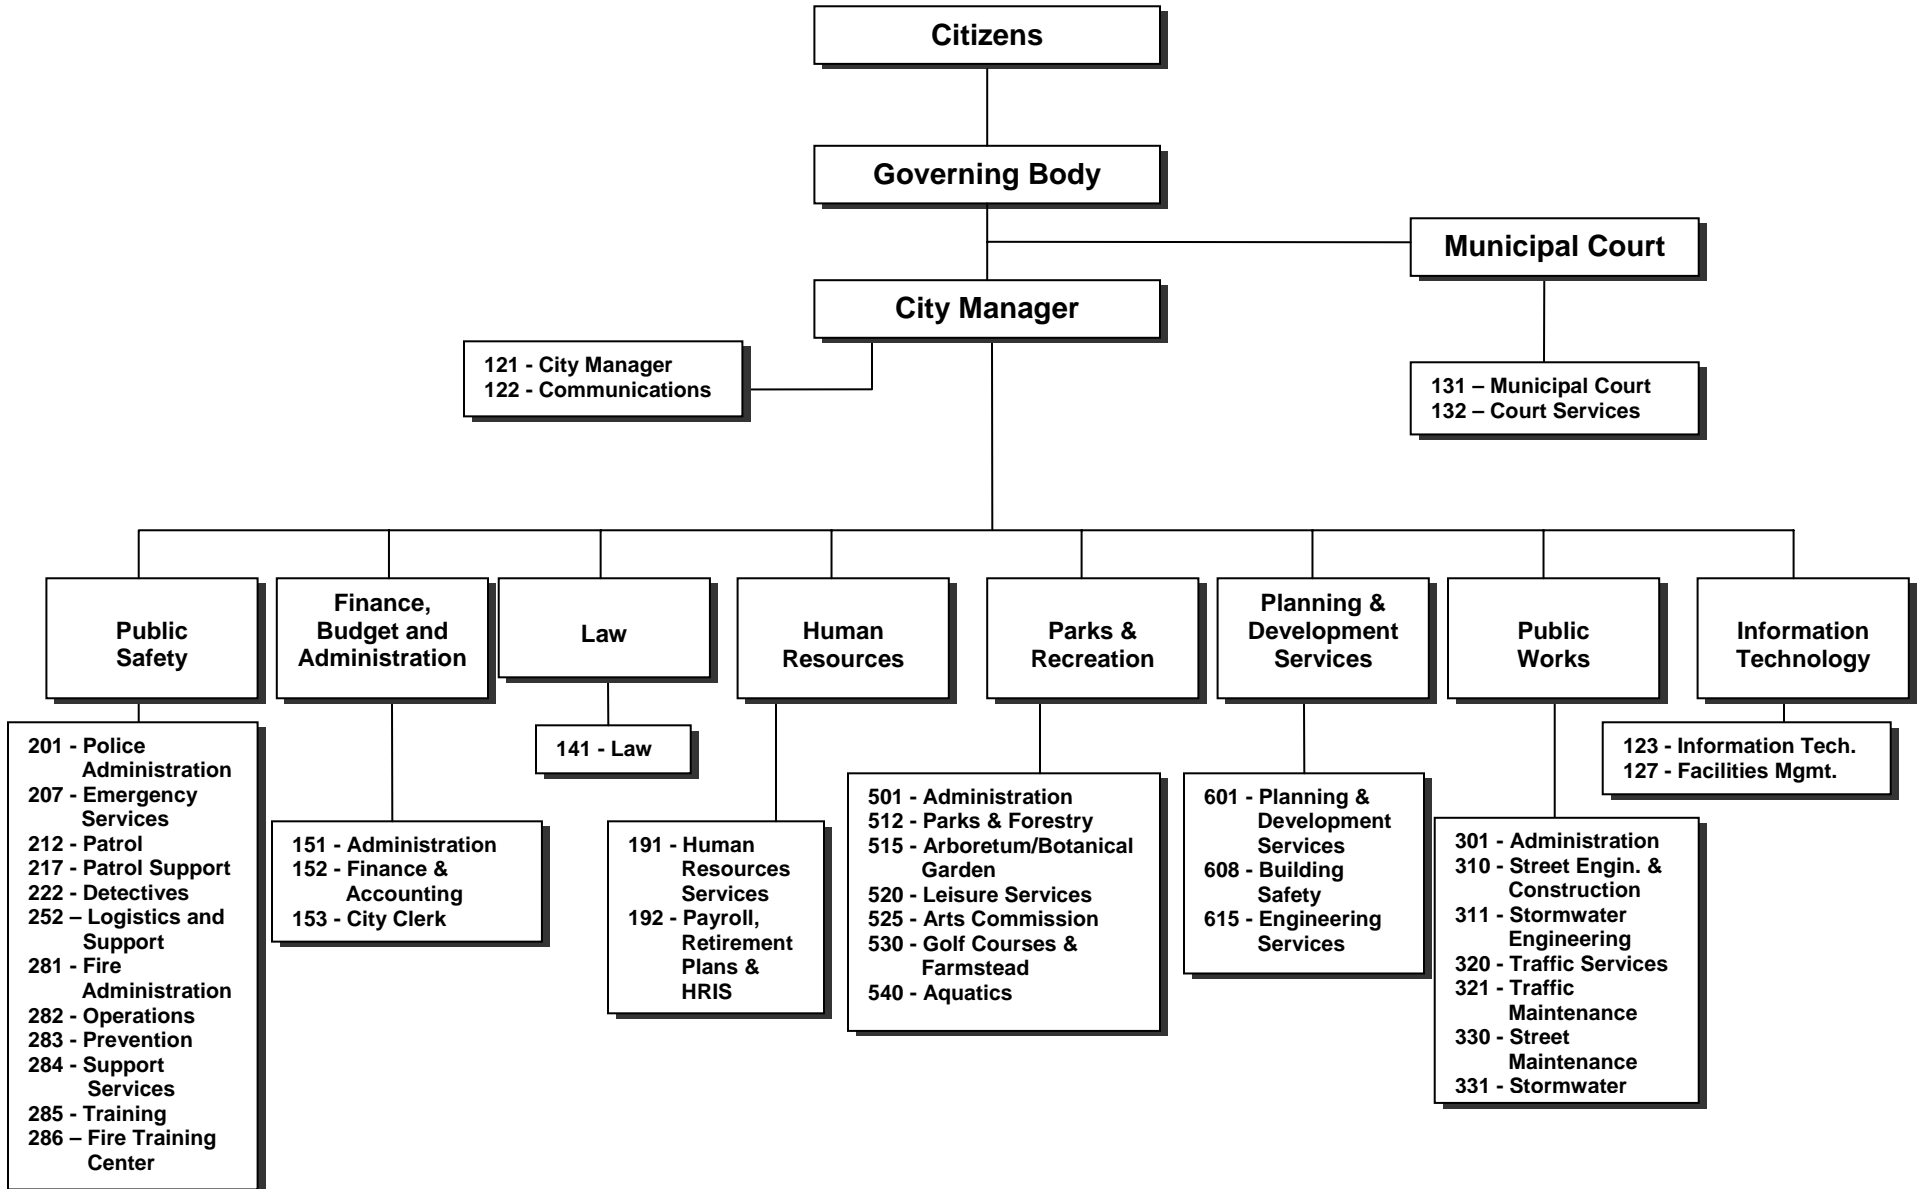 Citizens
Governing Body
Municipal Court
City Manager
121 - City Manager
122 - Communications
131 – Municipal Court
132 – Court Services
Public
Safety
Finance,
Budget and
Administration
Law
Human
Resources
Parks &
Recreation
Planning &
Development
Services
Public
Works
Information
Technology
201 - Police
Administration
207 - Emergency
Services
212 - Patrol
217 - Patrol Support
222 - Detectives
252 – Logistics and
Support
281 - Fire
Administration
282 - Operations
283 - Prevention
284 - Support
Services
285 - Training
286 – Fire Training
Center
151 - Administration
152 - Finance &
Accounting
153 - City Clerk
141 - Law
191 - Human
Resources
Services
192 - Payroll,
Retirement
Plans &
HRIS
501 - Administration
512 - Parks & Forestry
515 - Arboretum/Botanical
Garden
520 - Leisure Services
525 - Arts Commission
530 - Golf Courses &
Farmstead
540 - Aquatics
601 - Planning &
Development
Services
608 - Building
Safety
615 - Engineering
Services
301 - Administration
310 - Street Engin. &
Construction
311 - Stormwater
Engineering
320 - Traffic Services
321 - Traffic
Maintenance
330 - Street
Maintenance
331 - Stormwater
123 - Information Tech.
127 - Facilities Mgmt.